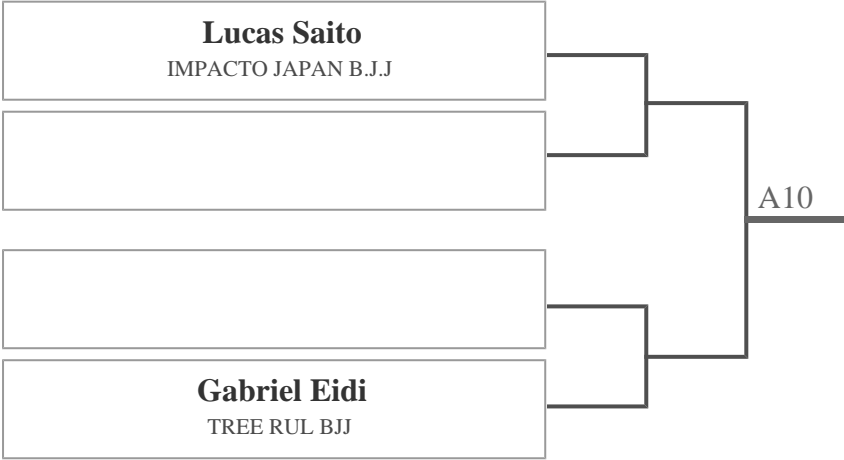 Lucas Saito
IMPACTO JAPAN B.J.J
A10
Gabriel Eidi
TREE RUL BJJ